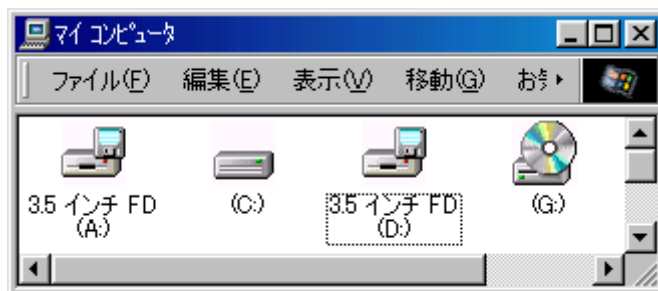 マイ コンピュータ
ファイル(F) 編集(E) 表示(V) 移動(G) お気
3.5 インチ FD (A:)
(C:)
3.5 インチ FD (D:)
(G:)